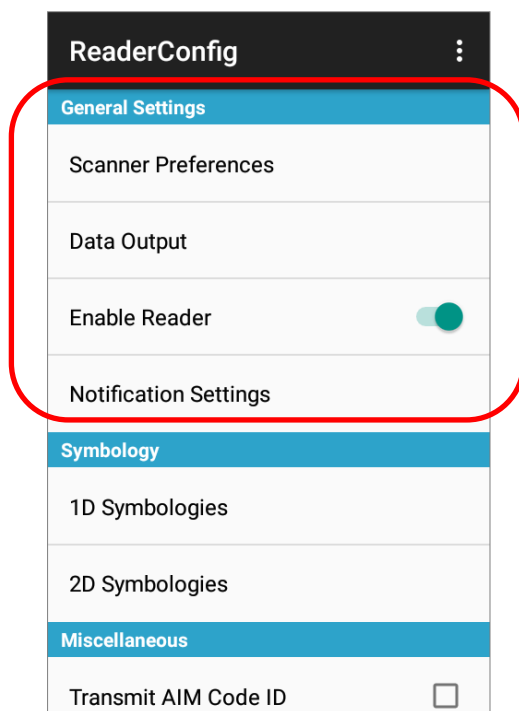 ReaderConfig
General Settings
Scanner Preferences
Data Output
Enable Reader
Notification Settings
Symbology
1D Symbologies
2D Symbologies
Miscellaneous
Transmit AIM Code ID